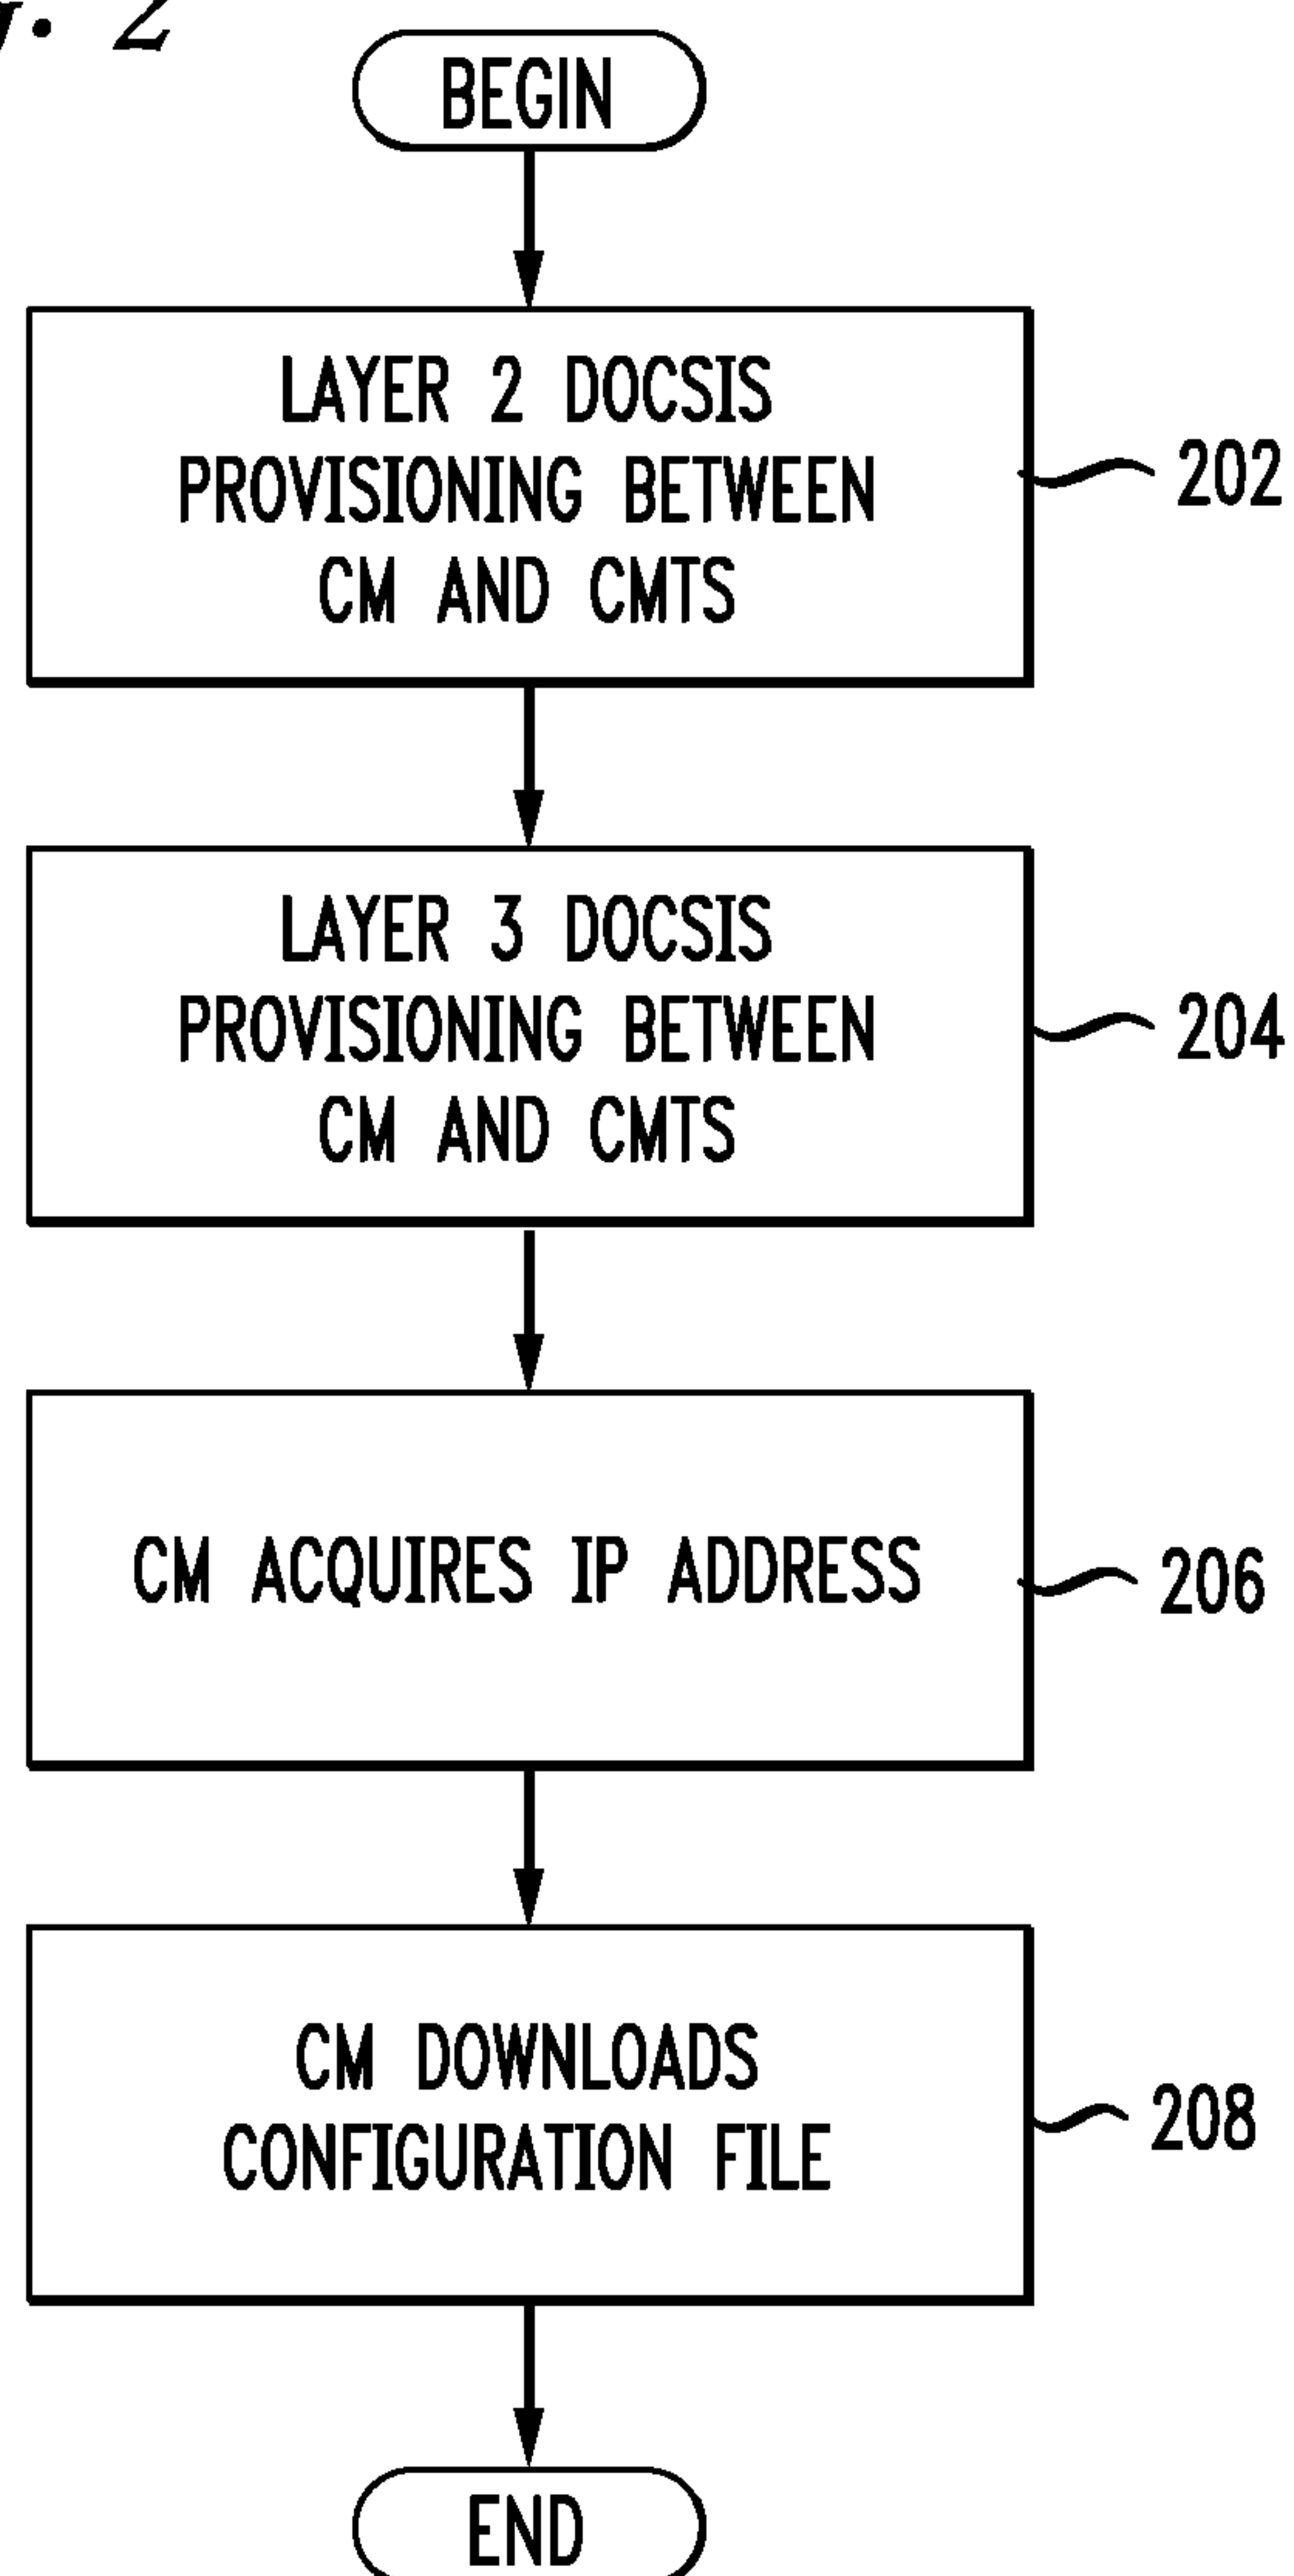 . 2
BEGIN
LAYER 2 DOCSIS
PROVISIONING BETWEEN
CM AND CMTS
202
LAYER 3 DOCSIS
PROVISIONING BETWEEN
CM AND CMTS
204
CM ACQUIRES IP ADDRESS
206
CM DOWNLOADS
CONFIGURATION FILE
208
END